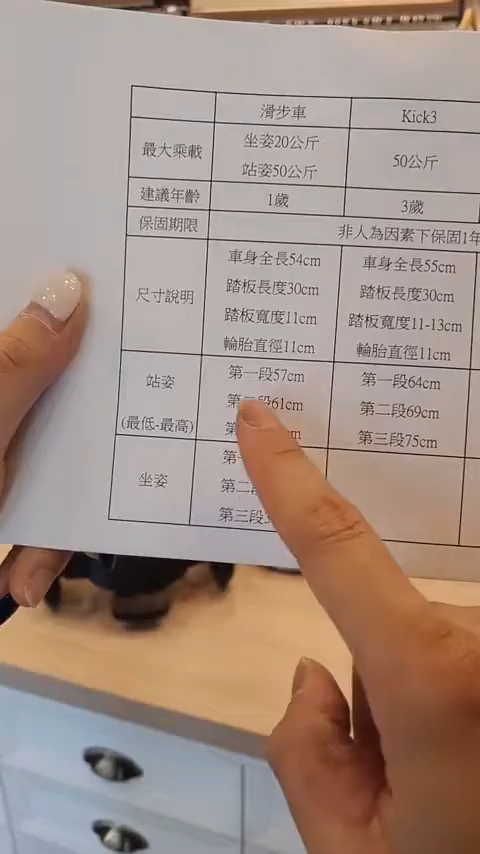 滑步車 Kick3
最大乘載 坐姿20公斤 站姿50公斤 50公斤
建議年齡 1歲 3歲
保固期限 非人為因素下保固1年
尺寸說明
車身全長54cm 車身全長55cm
踏板長度30cm 踏板長度30cm
踏板寬度11cm 踏板寬度11-13cm
輪胎直徑11cm 輪胎直徑11cm
站姿 第一段57cm 第一段64cm
61cm 第二段69cm
(最低-最高) 第三段75cm
坐姿
第二
第三段